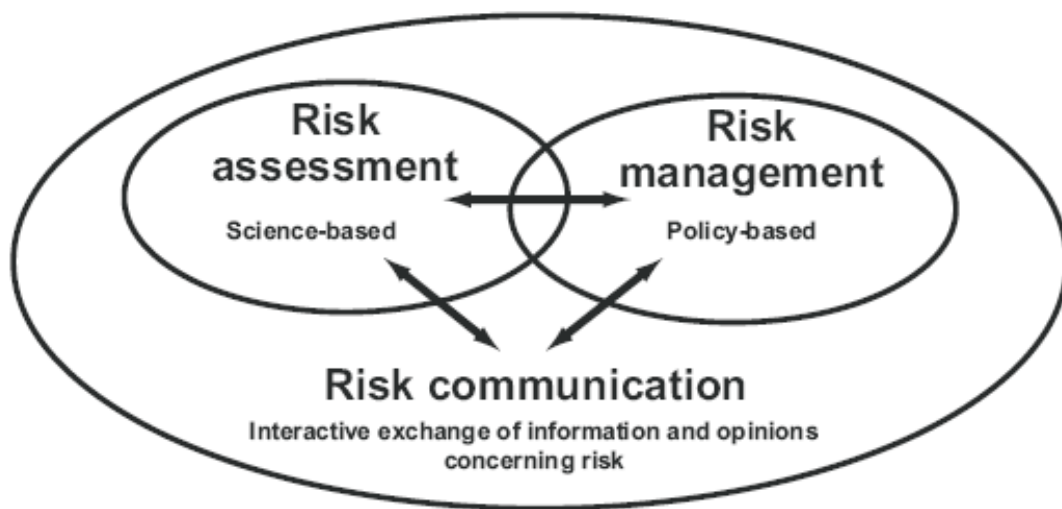 Risk
assessment
Science-based
Risk
management
Policy-based
Risk communication
Interactive exchange of information and opinions
concerning risk